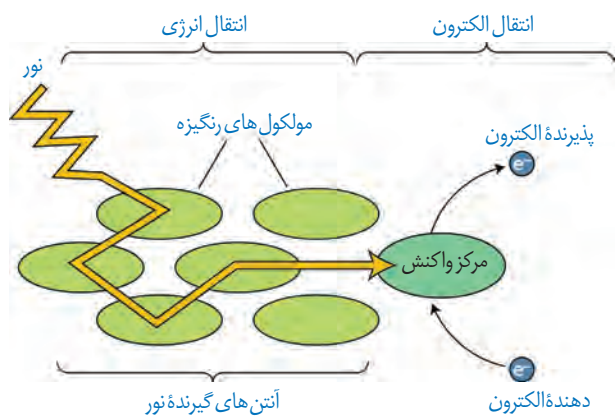 انتقال الکترون
انتقال انرژی
نور
مولکول‌های رنگیزه
پذیرندهٔ الکترون
e⁻
مرکز واکنش
e⁻
دهندهٔ الکترون
آنتن‌های گیرندهٔ نور